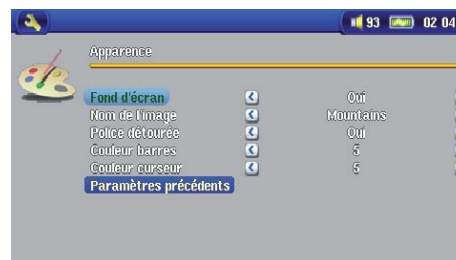 93 02 04
Apparence
Fond d'écran Oui
Nom de l'image Mountains
Police détourée Oui
Couleur barres 5
Couleur curseur 5
Paramètres précédents